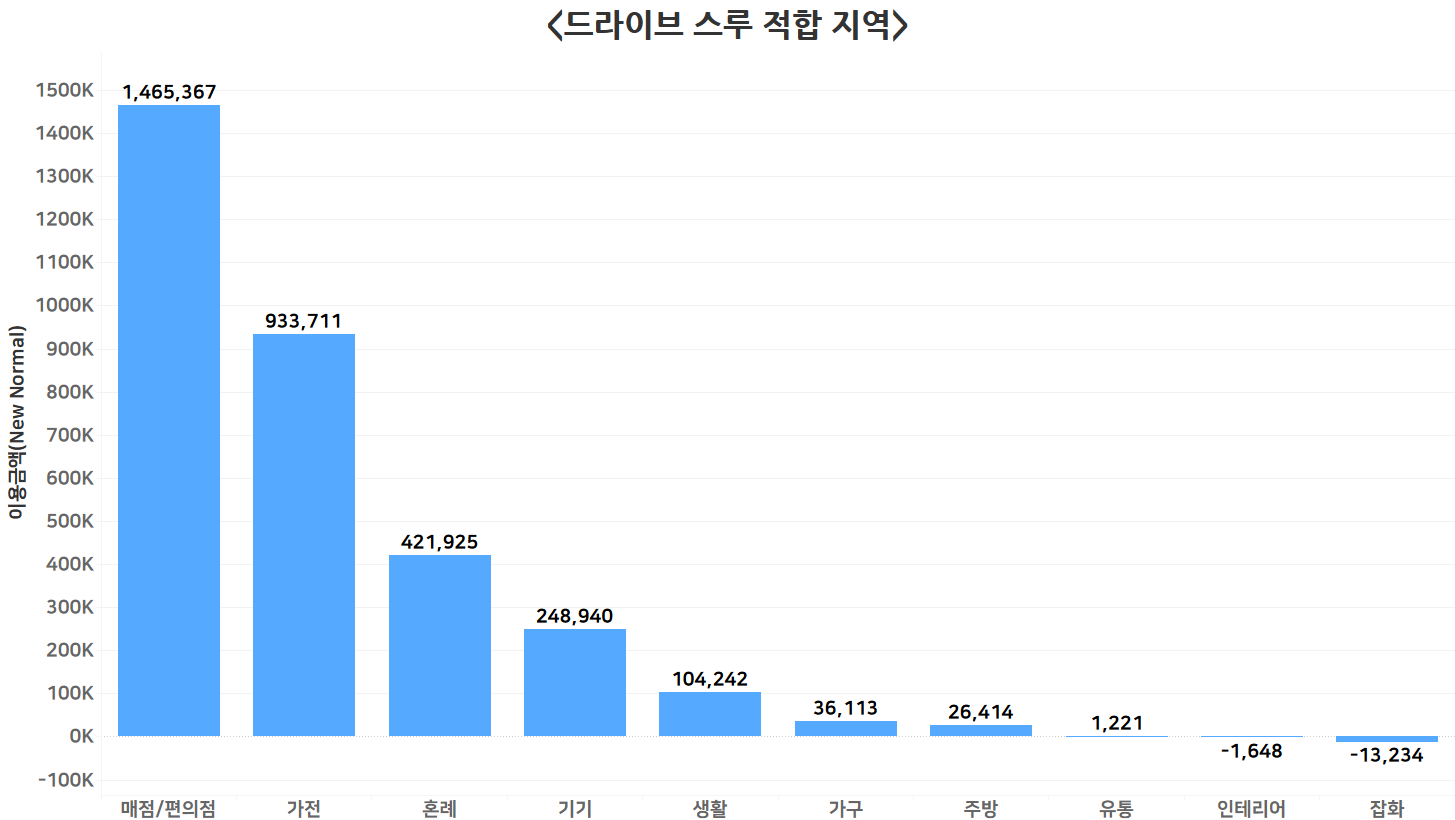 <드라이브 스루 적합 지역>
이용금액(New Normal)
1500K
1400K
1300K
1200K
1100K
1000K
900K
800K
700K
600K
500K
400K
300K
200K
100K
0K
-100K
1,465,367
933,711
421,925
248,940
104,242
36,113
26,414
1,221
-1,648
-13,234
매점/편의점
가전
혼례
기기
생활
가구
주방
유통
인테리어
잡화